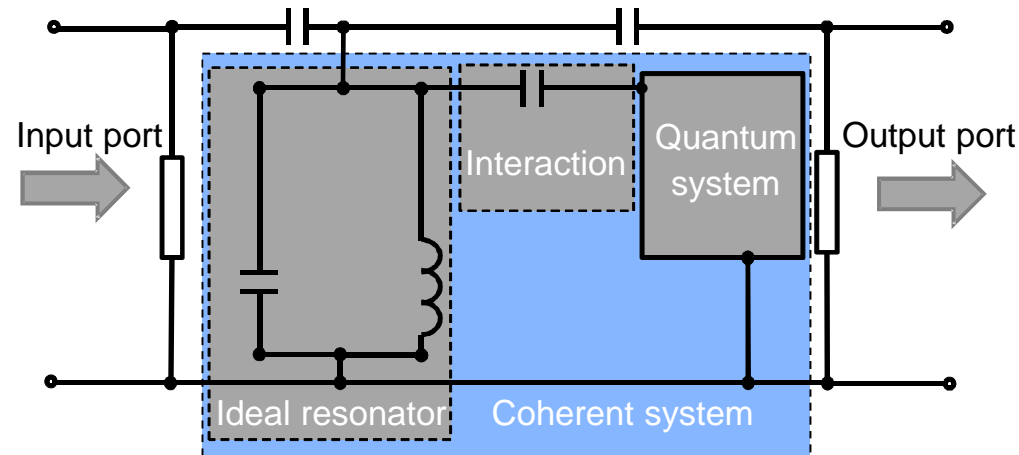 Input port
Interaction
Quantum
system
Output port
Ideal resonator
Coherent system